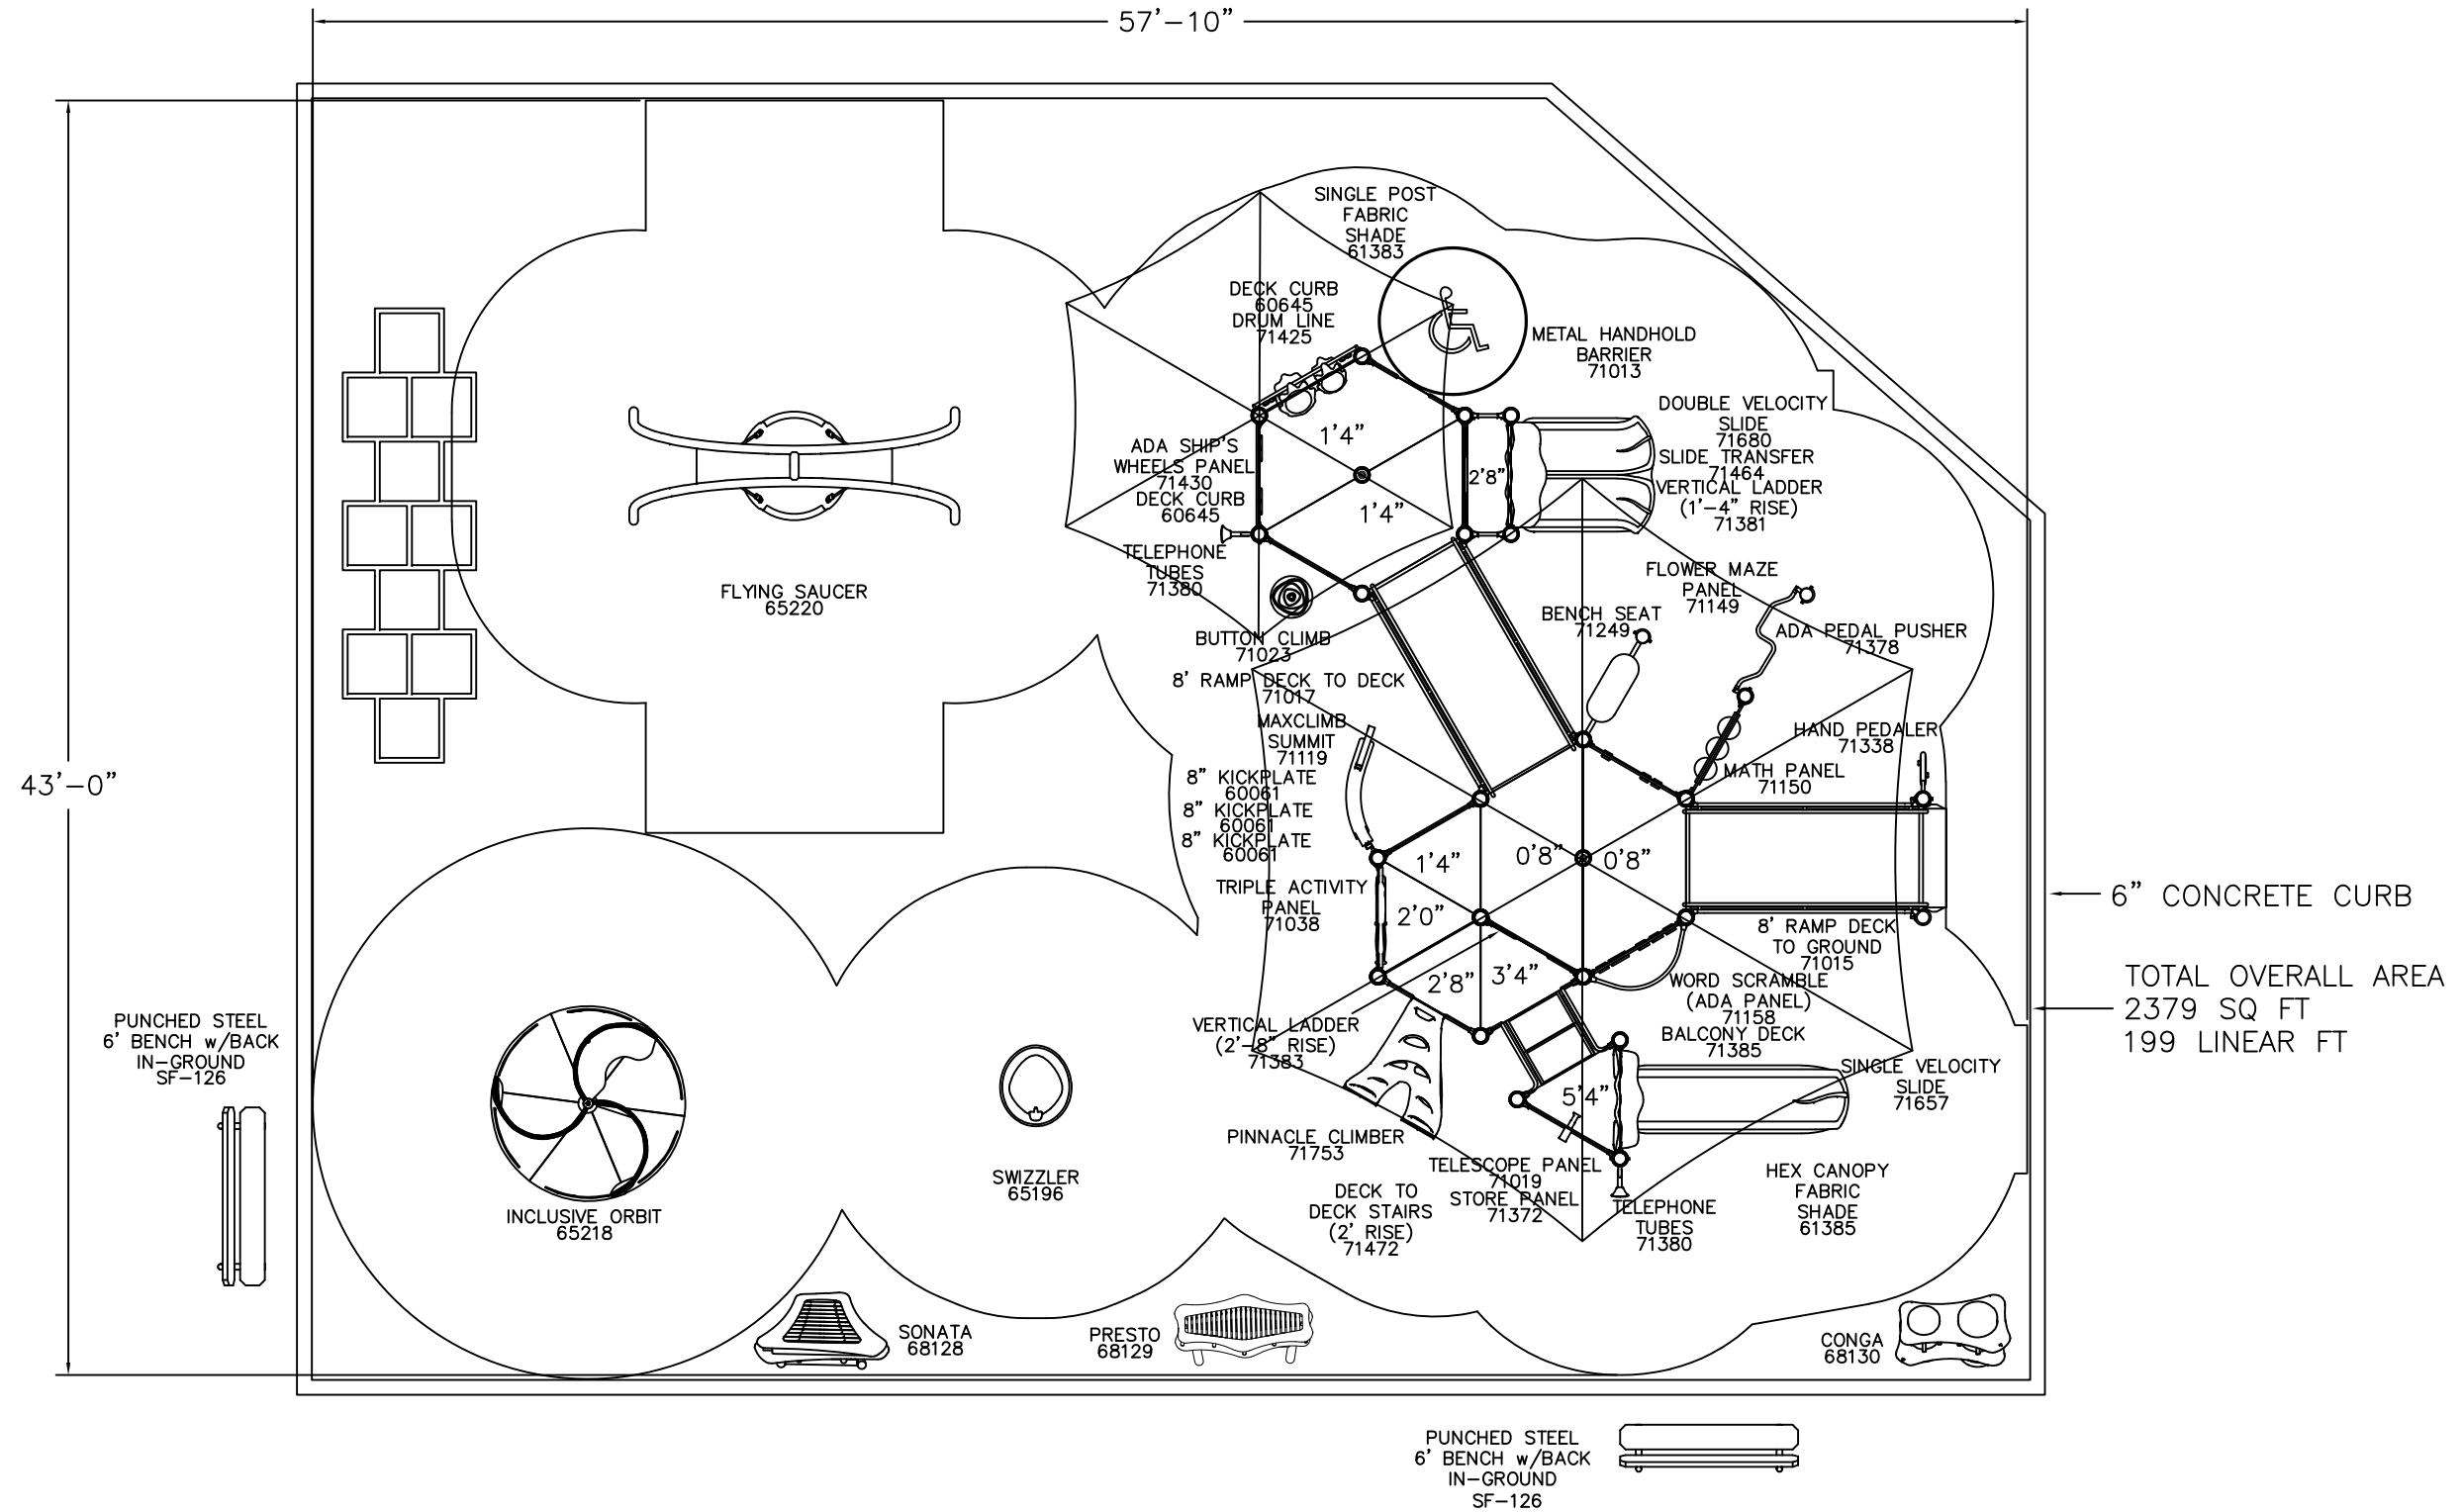 57'-10"
SINGLE POST
FABRIC
SHADE
61383
DECK CURB
60645
DRUM LINE
71425
METAL HANDHOLD
BARRIER
71013
DOUBLE VELOCITY
SLIDE
71680
SLIDE TRANSFER
71464
VERTICAL LADDER
(1'-4" RISE)
71381
1'4"
ADA SHIP'S
WHEELS PANEL
71430
DECK CURB
60645
2'8"
1'4"
TELEPHONE
TUBES
71380
FLYING SAUCER
65220
FLOWER MAZE
PANEL
71149
BENCH SEAT
71249
ADA PEDAL PUSHER
71378
BUTTON CLIMB
71023
8' RAMP DECK TO DECK
71017
MAXCLIMB
SUMMIT
71119
HAND PEDALER
71338
MATH PANEL
71150
43'-0"
8" KICKPLATE
60061
8" KICKPLATE
60061
8" KICKPLATE
60061
1'4"
0'8"
0'8"
TRIPLE ACTIVITY
PANEL
71038
2'0"
6" CONCRETE CURB
8' RAMP DECK
TO GROUND
71015
2'8"
3'4"
WORD SCRAMBLE
(ADA PANEL)
71158
BALCONY DECK
71385
TOTAL OVERALL AREA
2379 SQ FT
199 LINEAR FT
PUNCHED STEEL
6' BENCH w/BACK
IN-GROUND
SF-126
VERTICAL LADDER
(2'-8" RISE)
71383
SINGLE VELOCITY
SLIDE
71657
5'4"
PINNACLE CLIMBER
71753
TELESCOPE PANEL
71019
STORE PANEL
71372
SWIZZLER
65196
HEX CANOPY
FABRIC
SHADE
61385
DECK TO
DECK STAIRS
(2' RISE)
71472
TELEPHONE
TUBES
71380
INCLUSIVE ORBIT
65218
SONATA
68128
PRESTO
68129
CONGA
68130
PUNCHED STEEL
6' BENCH w/BACK
IN-GROUND
SF-126